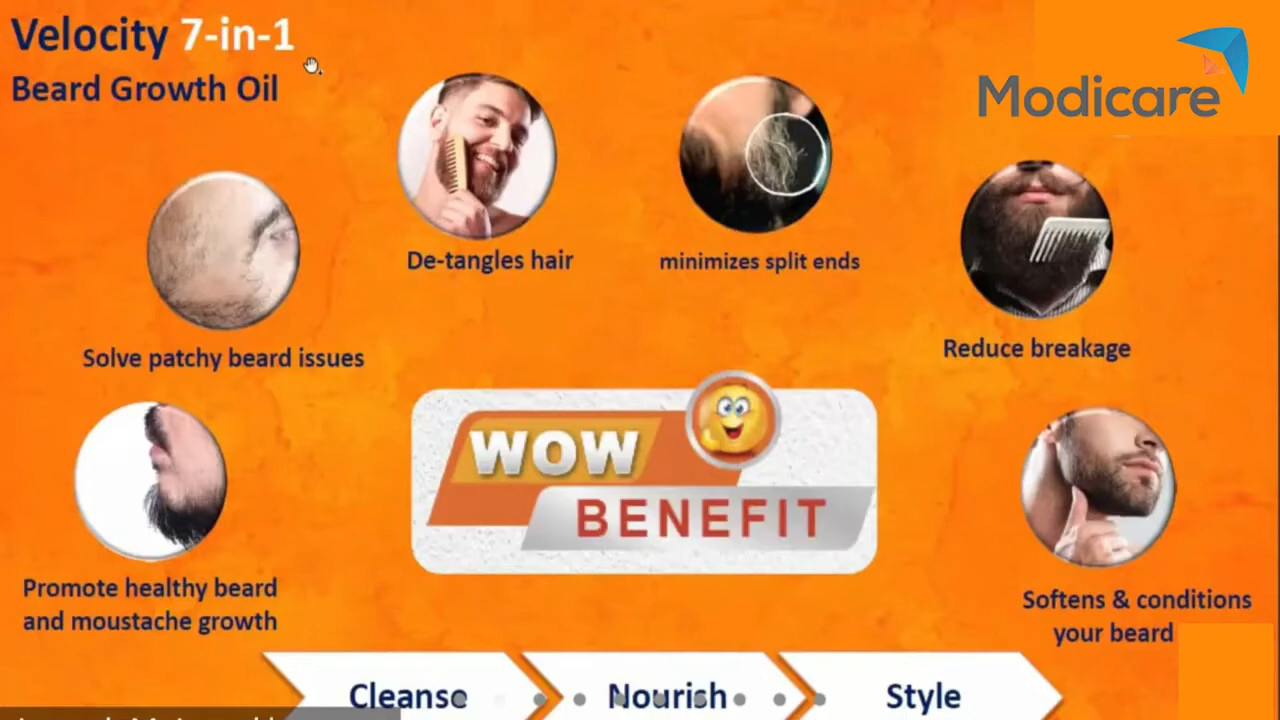 Velocity 7-in-1
Beard Growth Oil
Modicare
De-tangles hair
minimizes split ends
Solve patchy beard issues
Reduce breakage
WOW
BENEFIT
Promote healthy beard
and moustache growth
Softens & conditions
your beard
Cleanse
Nourish
Style